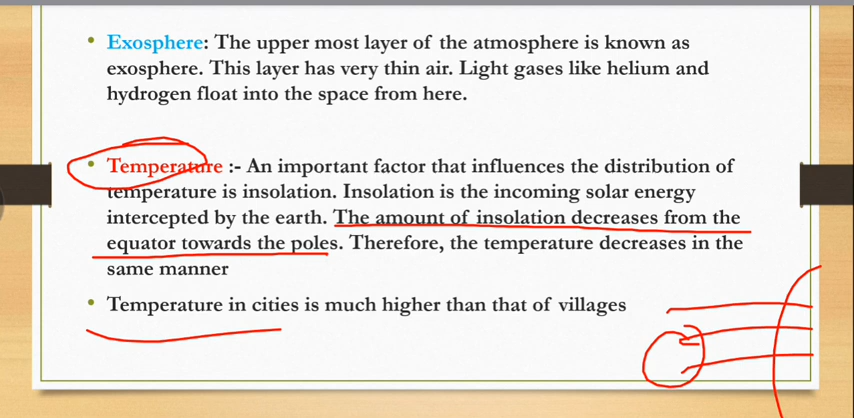 • Exosphere: The upper most layer of the atmosphere is known as
exosphere. This layer has very thin air. Light gases like helium and
hydrogen float into the space from here.
• Temperature :- An important factor that influences the distribution of
temperature is insolation. Insolation is the incoming solar energy
intercepted by the earth. The amount of insolation decreases from the
equator towards the poles. Therefore, the temperature decreases in the
same manner
• Temperature in cities is much higher than that of villages